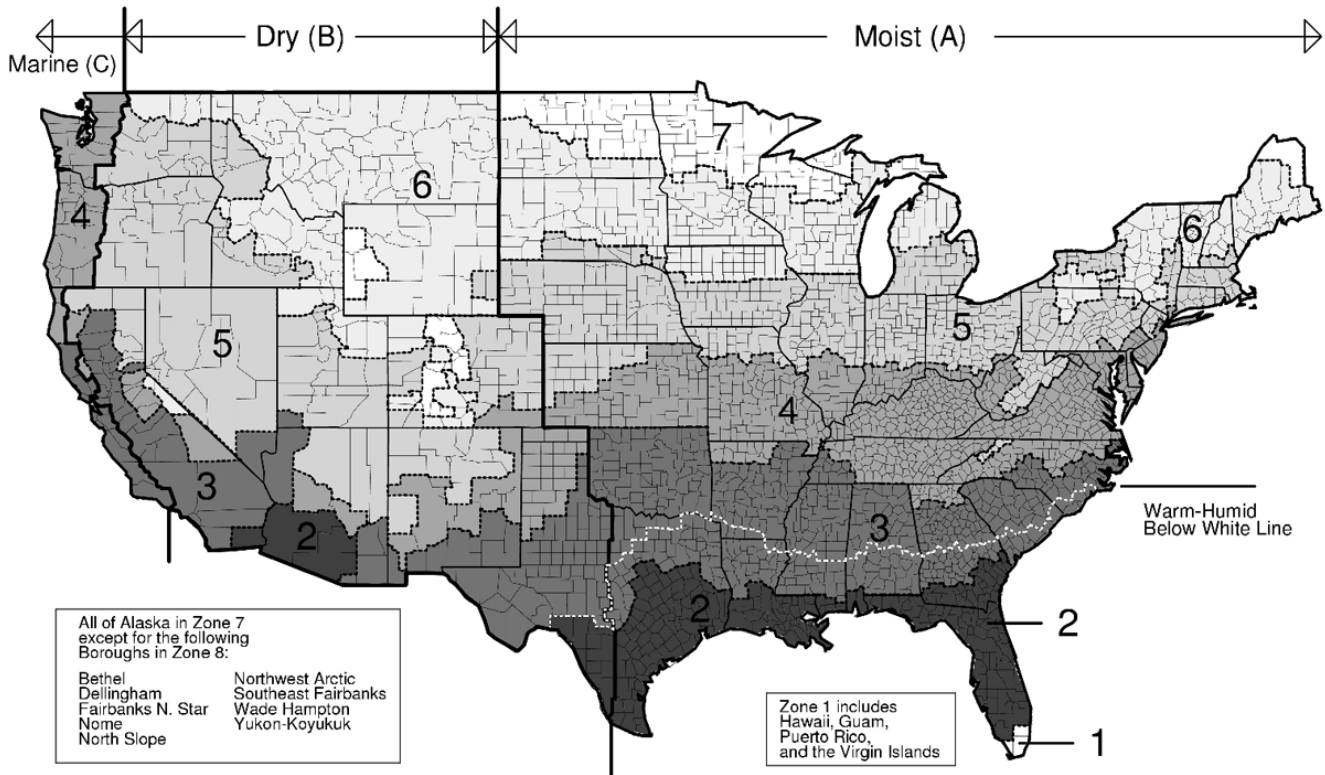 Marine (C)
Dry (B)
Moist (A)
7
6
6
4
5
5
4
3
3
2
2
Warm-Humid
Below White Line
2
1
All of Alaska in Zone 7
except for the following
Boroughs in Zone 8:
Bethel
Dellingham
Fairbanks N. Star
Nome
North Slope
Northwest Arctic
Southeast Fairbanks
Wade Hampton
Yukon-Koyukuk
Zone 1 includes
Hawaii, Guam,
Puerto Rico,
and the Virgin Islands